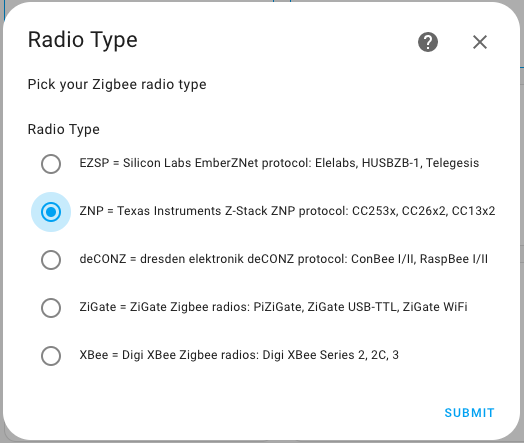 Radio Type
Pick your Zigbee radio type
Radio Type
EZSP = Silicon Labs EmberZNet protocol: Elelabs, HUSBZB-1, Telegesis
ZNP = Texas Instruments Z-Stack ZNP protocol: CC253x, CC26x2, CC13x2
deCONZ = dresden elektronik deCONZ protocol: ConBee I/II, RaspBee I/II
ZiGate = ZiGate Zigbee radios: PiZiGate, ZiGate USB-TTL, ZiGate WiFi
XBee = Digi XBee Zigbee radios: Digi XBee Series 2, 2C, 3
SUBMIT